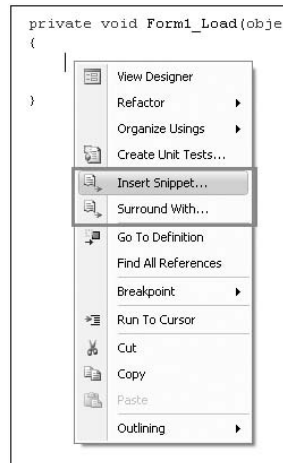 private void Form1_Load(obje
{
View Designer
Refactor
}
Organize Usings
Create Unit Tests...
Insert Snippet...
Surround With...
Go To Definition
Find All References
Breakpoint
Run To Cursor
Cut
Copy
Paste
Outlining